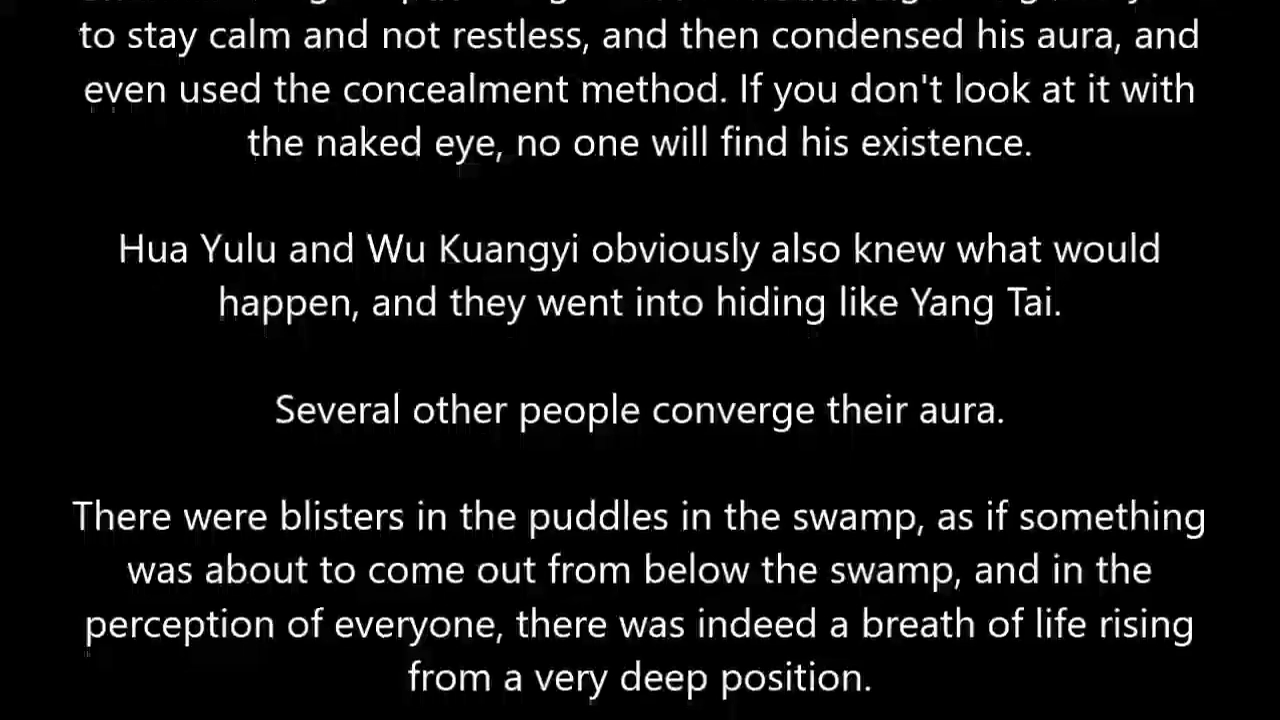 to stay calm and not restless, and then condensed his aura, and
even used the concealment method. If you don't look at it with
the naked eye, no one will find his existence.
Hua Yulu and Wu Kuangyi obviously also knew what would
happen, and they went into hiding like Yang Tai.
Several other people converge their aura.
There were blisters in the puddles in the swamp, as if something
was about to come out from below the swamp, and in the
perception of everyone, there was indeed a breath of life rising
from a very deep position.